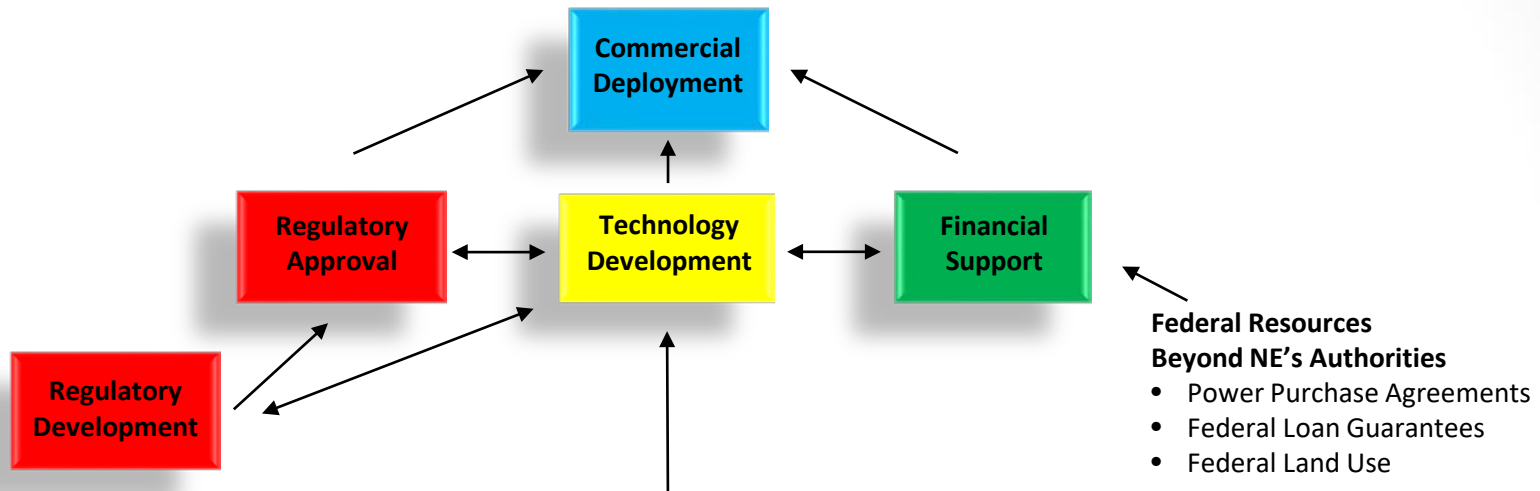 Commercial
Deployment
Regulatory
Approval
Technology
Development
Financial
Support
Regulatory
Development
Federal Resources
Beyond NE’s Authorities
• Power Purchase Agreements
• Federal Loan Guarantees
• Federal Land Use